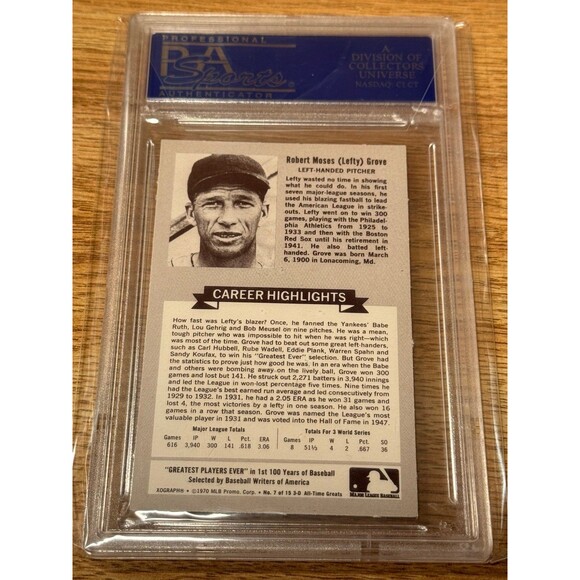 PROFESSIONAL
PSA
Sports
AUTHENTICATOR
A
DIVISION OF
COLLECTORS
UNIVERSE
NASDAQ: CLCT
Robert Moses (Lefty) Grove
LEFT-HANDED PITCHER
Lefty wasted no time in showing
what he could do. In his first
seven major-league seasons, he
used his blazing fastball to lead
the American League in strike-
outs. Lefty went on to win 300
games, playing with the Philadel-
phia Athletics from 1925 to
1933 and then with the Boston
Red Sox until his retirement in
1941. He also batted left-
handed. Grove was born March
6, 1900 in Lonacoming, Md.
CAREER HIGHLIGHTS
How fast was Lefty's blazer? Once, he fanned the Yankees' Babe
Ruth, Lou Gehrig and Bob Meusel on nine pitches. He was a mean,
tough pitcher who was impossible to hit when he was right—which
was most of the time. Grove had to beat out some great left-handers,
such as Carl Hubbell, Rube Wadell, Eddie Plank, Warren Spahn and
Sandy Koufax, to win his "Greatest Ever" selection. But Grove had
the statistics to prove just how good he was. In an era when the Babe
and others were bombing away on the lively ball, Grove won 300
games and lost but 141. He struck out 2,271 batters in 3,940 innings
and led the League in won-lost percentage five times. Nine times he
had the League's best earned run average and led consecutively from
1929 to 1932. In 1931, he had a 2.05 ERA as he won 31 games and
lost 4, the most victories by a lefty in one season. He also won 16
games in a row that season. Grove was named the League's most
valuable player in 1931 and was voted into the Hall of Fame in 1947.
Major League Totals
Games IP W L Pct. ERA
616 3,940 300 141 .618 3.06
Totals For 3 World Series
Games IP W L Pct. SO
8 51⅓ 4 2 .667 36
"GREATEST PLAYERS EVER" in 1st 100 Years of Baseball
Selected by Baseball Writers of America
XOGRAPH® ©1970 MLB Promo. Corp. • No. 7 of 15 3-D All-Time Greats
MAJOR LEAGUE BASEBALL